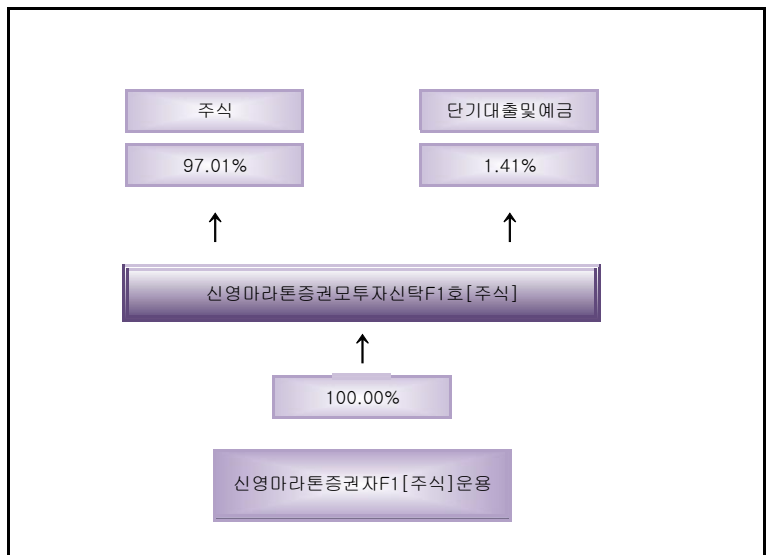 주식
단기대출및예금
97.01%
1.41%
↑
↑
신영마라톤증권모투자신탁F1호[주식]
↑
100.00%
신영마라톤증권자F1[주식]운용